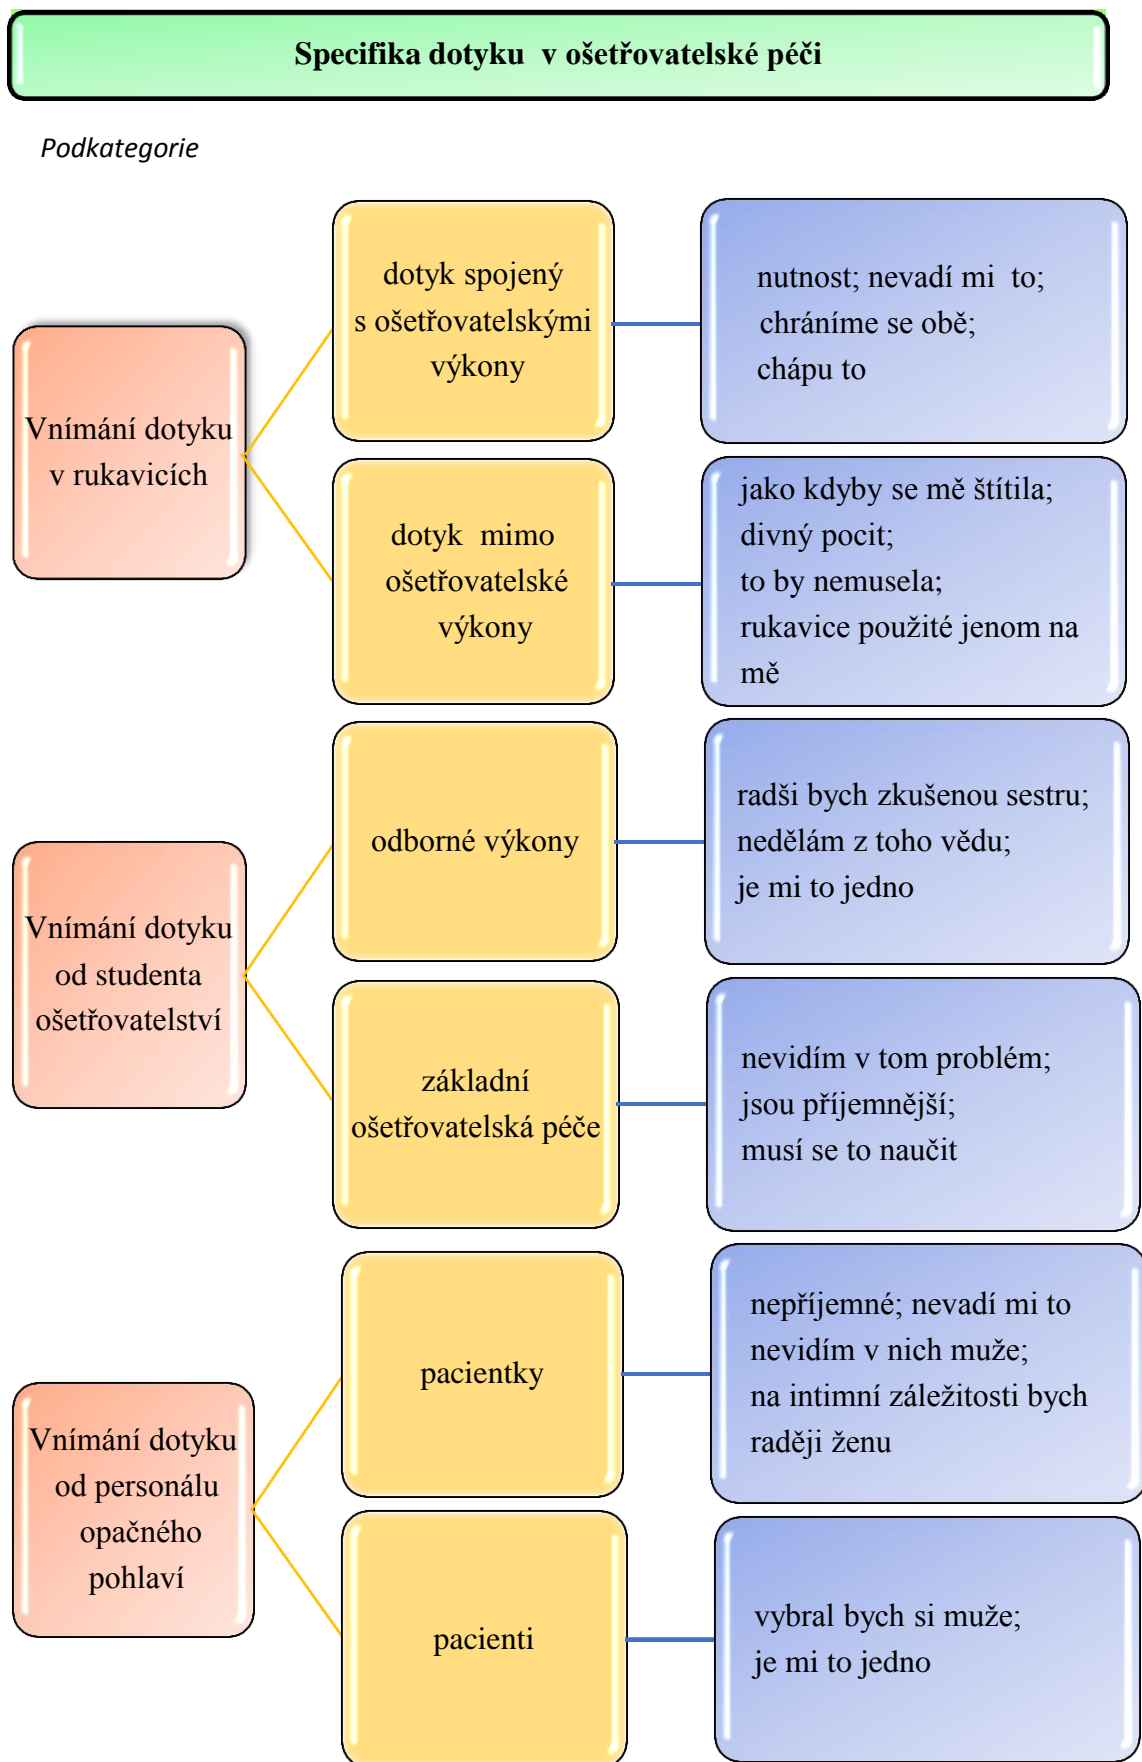 Specifika dotyku v ošetřovatelské péči
Podkategorie
Vnímání dotyku
v rukavicích
dotyk spojený
s ošetřovatelskými
výkony
nutnost; nevadí mi to;
chráníme se obě;
chápu to
dotyk mimo
ošetřovatelské
výkony
jako kdyby se mě štítila;
divný pocit;
to by nemusela;
rukavice použité jenom na
mě
Vnímání dotyku
od studenta
ošetřovatelství
odborné výkony
radši bych zkušenou sestru;
nedělám z toho vědu;
je mi to jedno
základní
ošetřovatelská péče
nevidím v tom problém;
jsou příjemnější;
musí se to naučit
Vnímání dotyku
od personálu
opačného
pohlaví
pacientky
nepříjemné; nevadí mi to
nevidím v nich muže;
na intimní záležitosti bych
raději ženu
pacienti
vybral bych si muže;
je mi to jedno